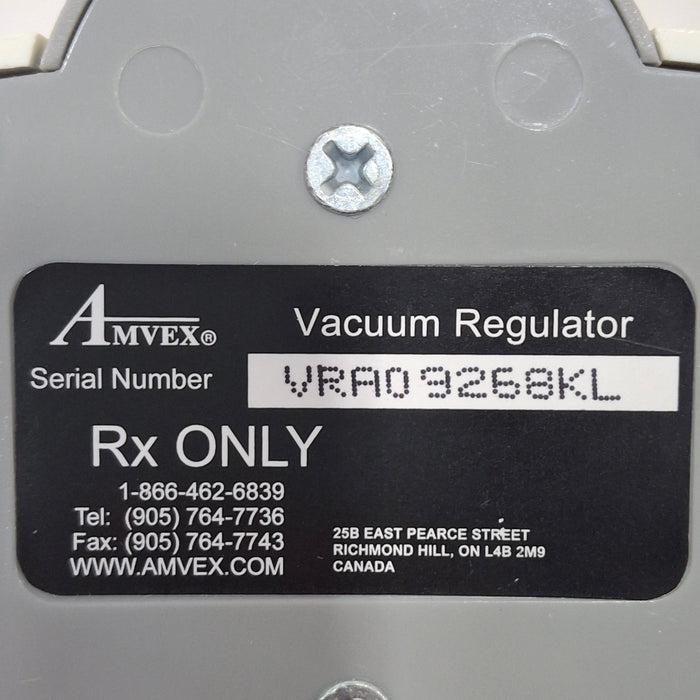 AMVEX®
Vacuum Regulator
Serial Number VRA09268KL
Rx ONLY
1-866-462-6839
Tel: (905) 764-7736
Fax: (905) 764-7743
WWW.AMVEX.COM
25B EAST PEARCE STREET
RICHMOND HILL, ON L4B 2M9
CANADA